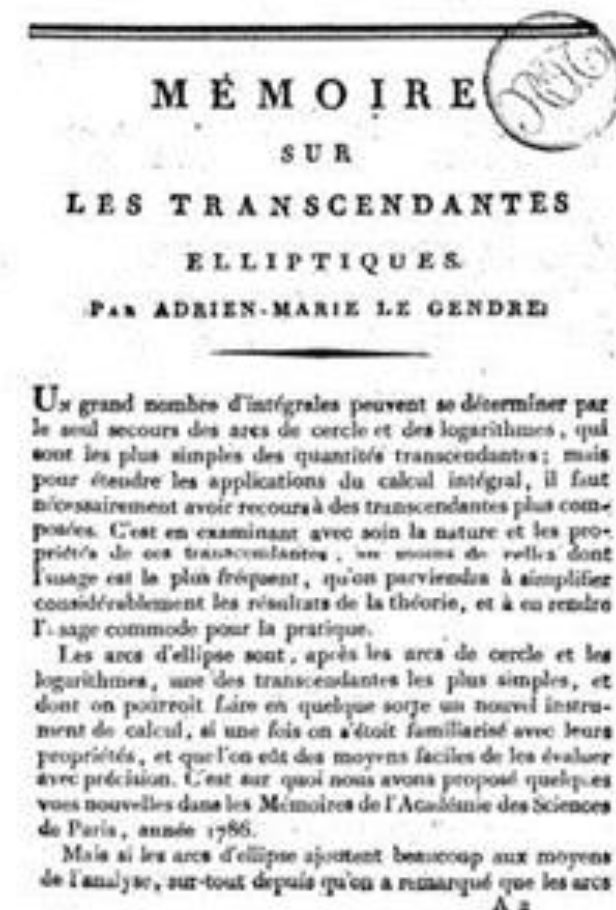 MÉMOIRE
SUR
LES TRANSCENDANTES
ELLIPTIQUES.
PAR ADRIEN-MARIE LE GENDRE
UN grand nombre d'intégrales peuvent se déterminer par
le seul secours des arcs de cercle et des logarithmes, qui
sont les plus simples des quantités transcendantes; mais
pour étendre les applications du calcul intégral, il faut
nécessairement avoir recours à des transcendantes plus com-
posées. C'est en examinant avec soin la nature et les pro-
priétés de ces transcendantes, au moins de celles dont
l'usage est le plus fréquent, qu'on parviendra à simplifier
considérablement les résultats de la théorie, et à en rendre
l'usage commode pour la pratique.
Les arcs d'ellipse sont, après les arcs de cercle et les
logarithmes, une des transcendantes les plus simples, et
dont on pourroit faire en quelque sorte un nouvel instru-
ment de calcul, si une fois on s'étoit familiarisé avec leurs
propriétés, et que l'on eût des moyens faciles de les évaluer
avec précision. C'est sur quoi nous avons proposé quelques
vues nouvelles dans les Mémoires de l'Académie des Sciences
de Paris, année 1786.
Mais si les arcs d'ellipse ajoutent beaucoup aux moyens
de l'analyse, sur-tout depuis qu'on a remarqué que les arcs
A 2